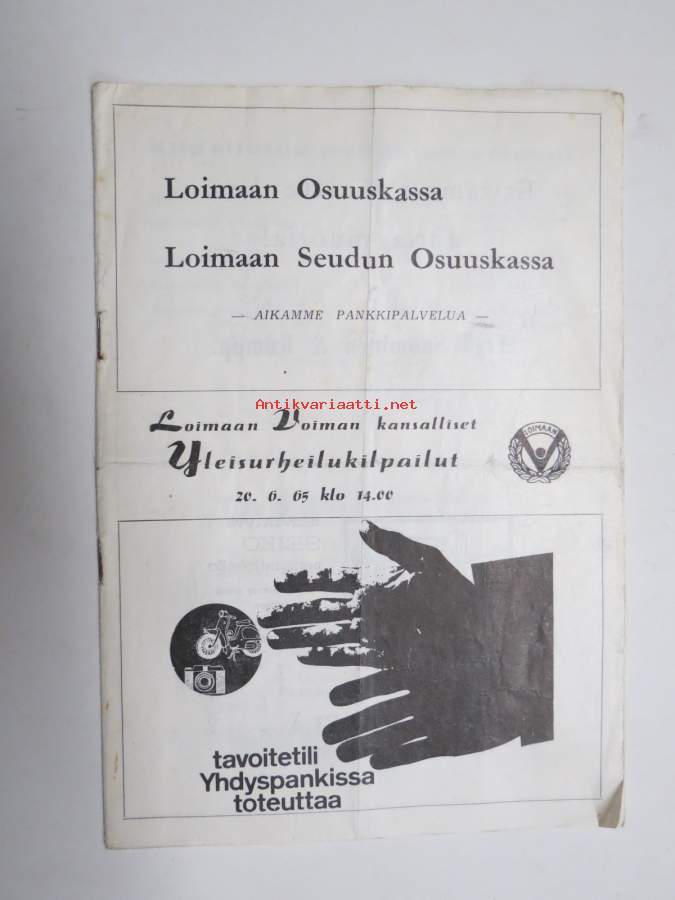 Loimaan Osuuskassa
Loimaan Seudun Osuuskassa
— AIKAMME PANKKIPALVELUA —
Antikvariaatti.net
Loimaan Voiman kansalliset
Yleisurheilukilpailut
LOIMAAN
20. 6. 65 klo 14.00
tavoitetili
Yhdyspankissa
toteuttaa